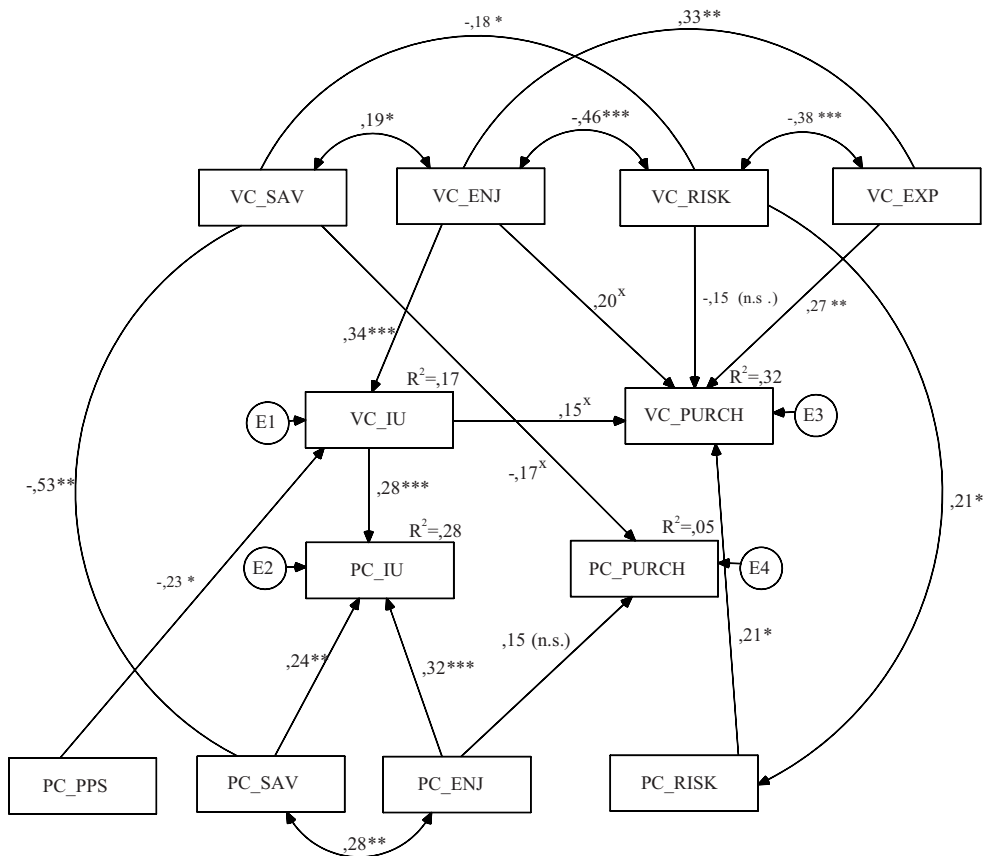 -,18 *
,33**
,19*
-,46***
-,38 ***
VC_SAV
VC_ENJ
VC_RISK
VC_EXP
,34***
,20ˣ
-,15 (n.s .)
,27 **
R²=,17
R²=,32
E1
VC_IU
,15ˣ
VC_PURCH
E3
-,53**
,28***
-,17ˣ
,21*
R²=,28
R²=,05
E2
PC_IU
PC_PURCH
E4
-,23 *
,24**
,32***
,15 (n.s.)
,21*
PC_PPS
PC_SAV
PC_ENJ
PC_RISK
,28**